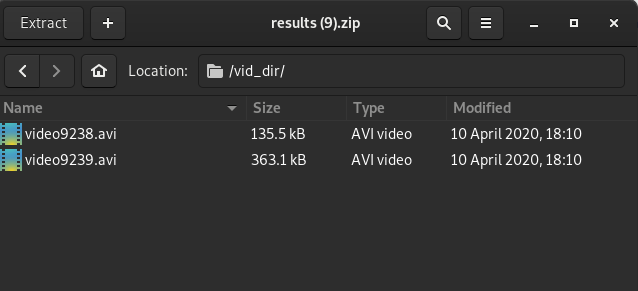 Extract + results (9).zip
Location: /vid_dir/
Name Size Type Modified
video9238.avi 135.5 kB AVI video 10 April 2020, 18:10
video9239.avi 363.1 kB AVI video 10 April 2020, 18:10